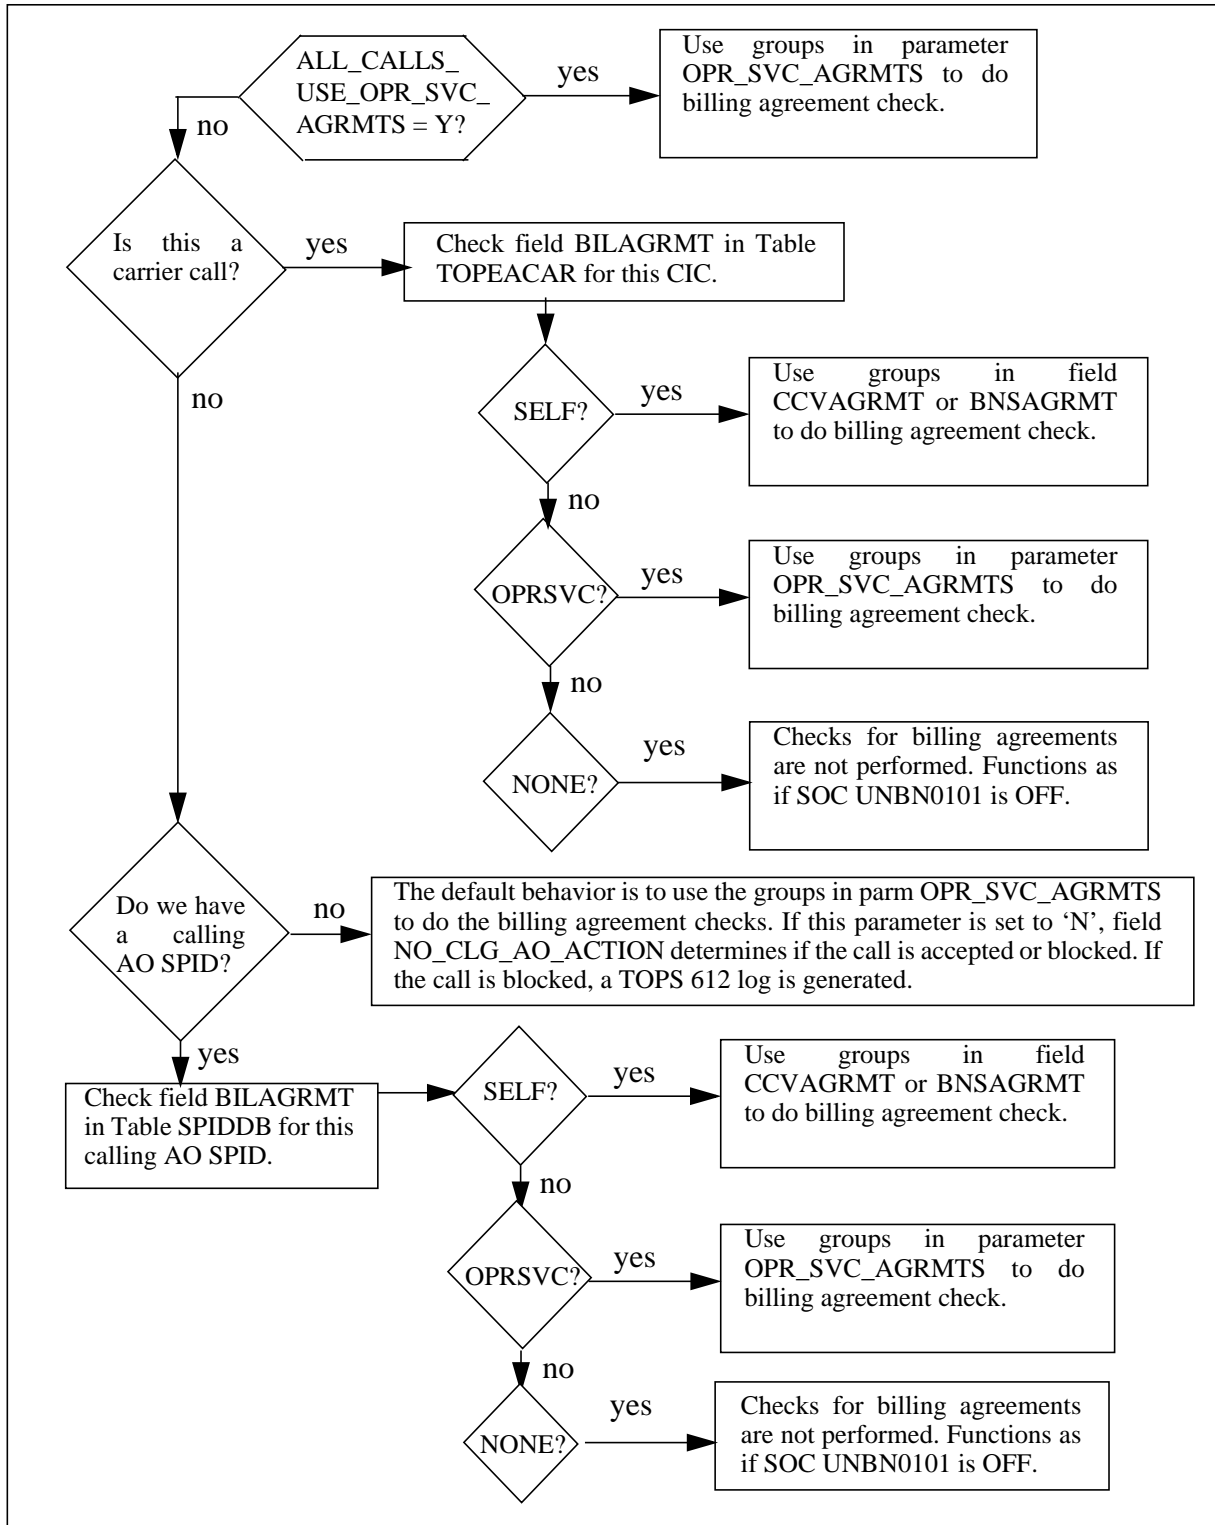 ALL_CALLS_
USE_OPR_SVC_
AGRMTS = Y?
yes
Use groups in parameter
OPR_SVC_AGRMTS to do
billing agreement check.
no
Is this a
carrier call?
yes
Check field BILAGRMT in Table
TOPEACAR for this CIC.
no
SELF?
yes
Use groups in field
CCVAGRMT or BNSAGRMT
to do billing agreement check.
no
OPRSVC?
yes
Use groups in parameter
OPR_SVC_AGRMTS to do
billing agreement check.
no
NONE?
yes
Checks for billing agreements
are not performed. Functions as
if SOC UNBN0101 is OFF.
Do we have
a calling
AO SPID?
no
The default behavior is to use the groups in parm OPR_SVC_AGRMTS
to do the billing agreement checks. If this parameter is set to ‘N’, field
NO_CLG_AO_ACTION determines if the call is accepted or blocked. If
the call is blocked, a TOPS 612 log is generated.
yes
Check field BILAGRMT
in Table SPIDDB for this
calling AO SPID.
SELF?
yes
Use groups in field
CCVAGRMT or BNSAGRMT
to do billing agreement check.
no
OPRSVC?
yes
Use groups in parameter
OPR_SVC_AGRMTS to do
billing agreement check.
no
NONE?
yes
Checks for billing agreements
are not performed. Functions as
if SOC UNBN0101 is OFF.